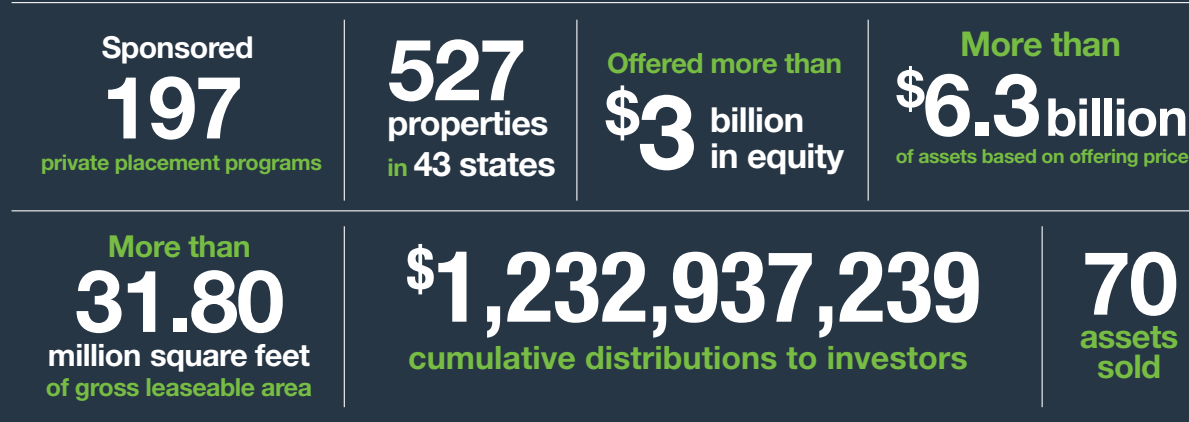 Sponsored
197
private placement programs
527
properties
in 43 states
Offered more than
$3 billion
in equity
More than
$6.3 billion
of assets based on offering price
More than
31.80
million square feet
of gross leaseable area
$1,232,937,239
cumulative distributions to investors
70
assets
sold